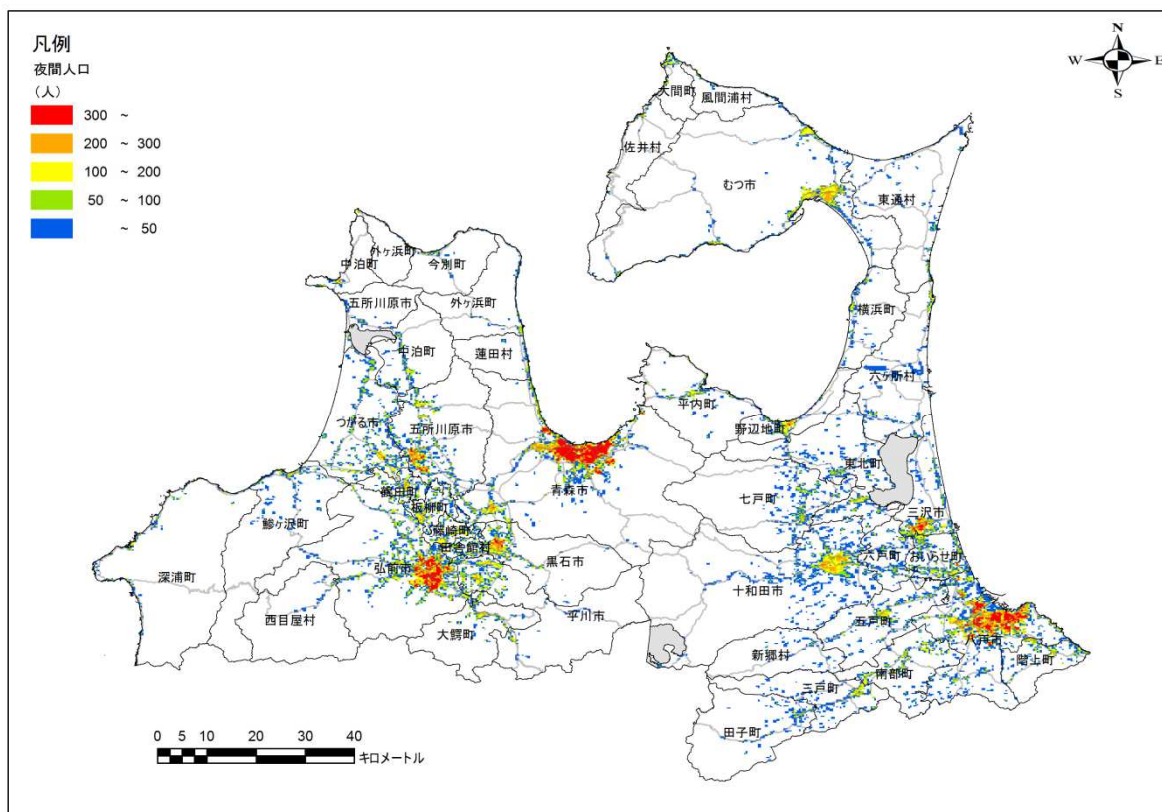 凡例
夜間人口
（人）
300 ～
200 ～ 300
100 ～ 200
50 ～ 100
～ 50
N
W
E
S
大間町
風間浦村
佐井村
むつ市
東通村
外ヶ浜町
中泊町
今別町
五所川原市
外ヶ浜町
横浜町
中泊町
蓬田村
六ヶ所村
平内町
つがる市
五所川原市
野辺地町
東北町
青森市
鶴田町
七戸町
板柳町
三沢市
鰺ヶ沢町
藤崎町
田舎館村
六戸町
おいらせ町
黒石市
弘前市
深浦町
十和田市
西目屋村
平川市
五戸町
大鰐町
八戸市
新郷村
階上町
南部町
三戸町
田子町
0 5 10 20 30 40
キロメートル